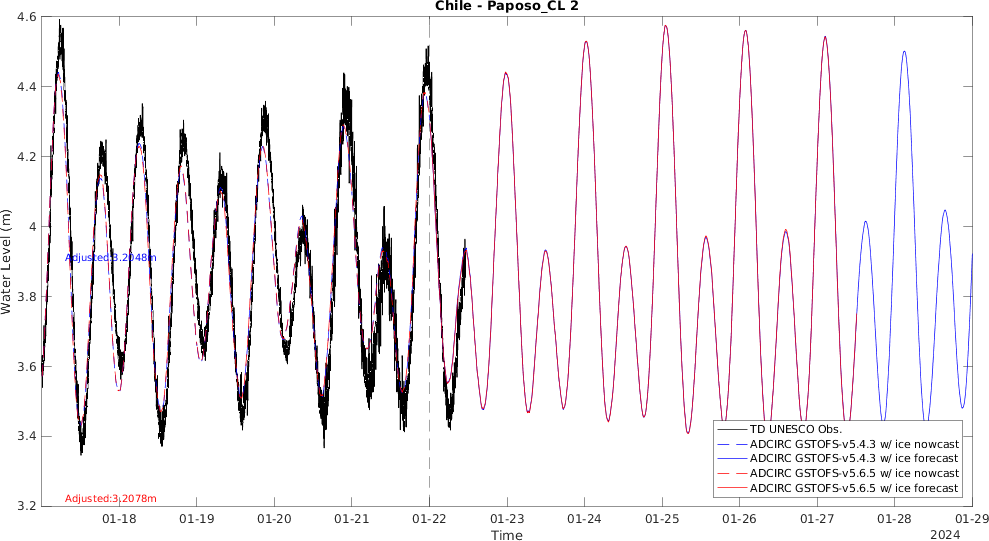 Chile - Paposo_CL 2
4.6
4.4
4.2
4
3.8
3.6
3.4
3.2
Water Level (m)
Adjusted:3.2048m
Adjusted:3.2078m
TD UNESCO Obs.
ADCIRC GSTOFS-v5.4.3 w/ ice nowcast
ADCIRC GSTOFS-v5.4.3 w/ ice forecast
ADCIRC GSTOFS-v5.6.5 w/ ice nowcast
ADCIRC GSTOFS-v5.6.5 w/ ice forecast
01-18 01-19 01-20 01-21 01-22 01-23 01-24 01-25 01-26 01-27 01-28 01-29
Time
2024